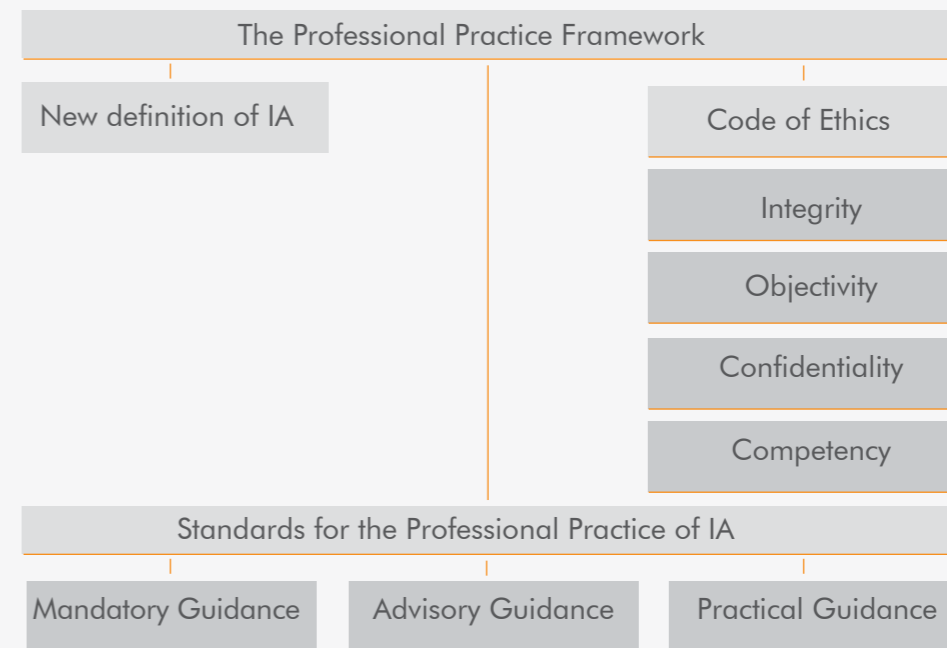 The Professional Practice Framework
New definition of IA
Code of Ethics
Integrity
Objectivity
Confidentiality
Competency
Standards for the Professional Practice of IA
Mandatory Guidance
Advisory Guidance
Practical Guidance